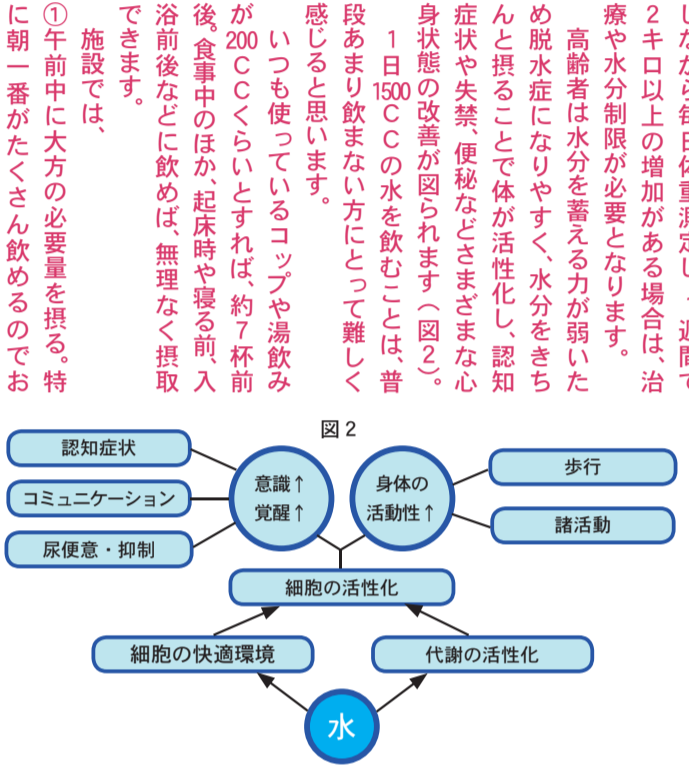 2キロ以上の増加がある場合は、治
療や水分制限が必要となります。
高齢者は水分を蓄える力が弱いた
め脱水症になりやすく、水分をきち
んと摂ることで体が活性化し、認知
症状や失禁、便秘などさまざまな心
身状態の改善が図られます(図2)。
1日1500CCの水を飲むことは、普
段あまり飲まない方にとって難しく
感じると思います。
いつも使っているコップや湯飲み
が200CCくらいとすれば、約7杯前
後。食事中のほか、起床時や寝る前、入
浴前後などに飲めば、無理なく摂取
できます。
施設では、
①午前中に大方の必要量を摂る。特
に朝一番がたくさん飲めるのでお
図2
認知症状
コミュニケーション
尿便意・抑制
意識↑
覚醒↑
身体の
活動性↑
歩行
諸活動
細胞の活性化
細胞の快適環境
代謝の活性化
水